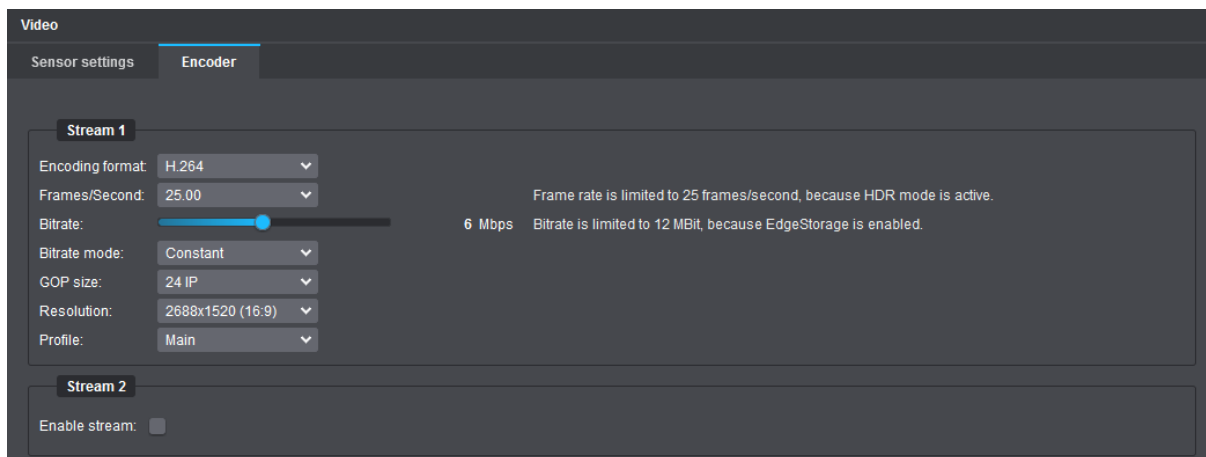 Video
Sensor settings Encoder
Stream 1
Encoding format: H.264
Frames/Second: 25.00 Frame rate is limited to 25 frames/second, because HDR mode is active.
Bitrate: 6 Mbps Bitrate is limited to 12 MBit, because EdgeStorage is enabled.
Bitrate mode: Constant
GOP size: 24 IP
Resolution: 2688x1520 (16:9)
Profile: Main
Stream 2
Enable stream: